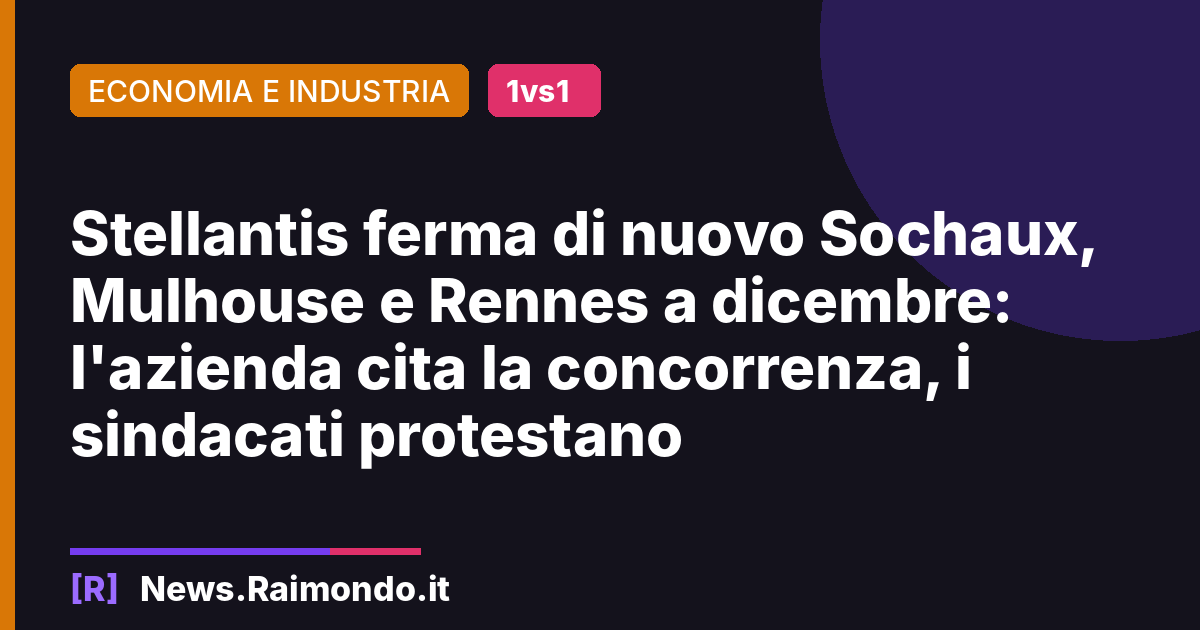 ECONOMIA E INDUSTRIA
1vs1
Stellantis ferma di nuovo Sochaux,
Mulhouse e Rennes a dicembre:
l'azienda cita la concorrenza, i
sindacati protestano
[R] News.Raimondo.it